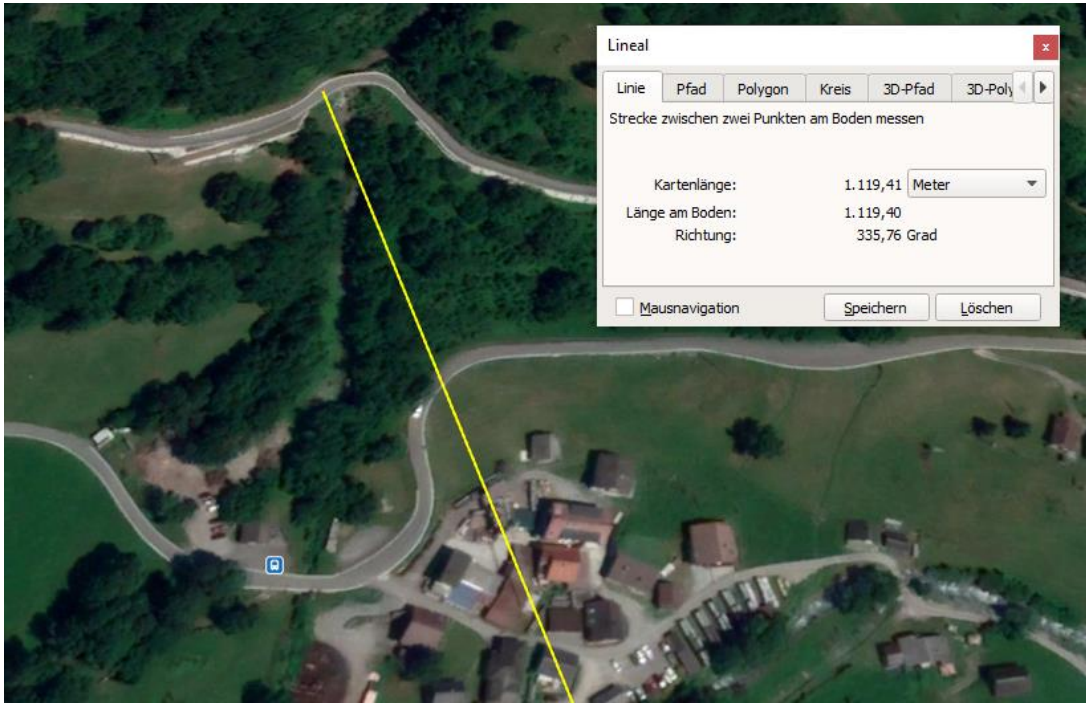 Lineal
x
Linie Pfad Polygon Kreis 3D-Pfad 3D-Poly
Strecke zwischen zwei Punkten am Boden messen
Kartenlänge: 1.119,41 Meter
Länge am Boden: 1.119,40
Richtung: 335,76 Grad
Mausnavigation Speichern Löschen